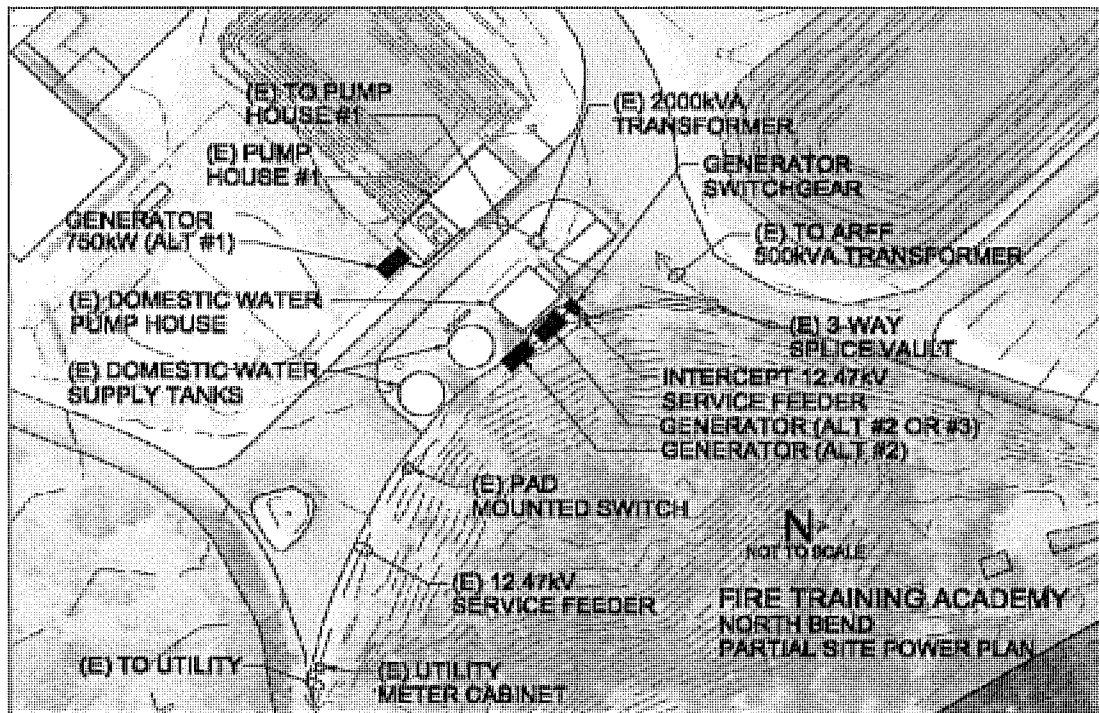 (E) TO PUMP
HOUSE #1
(E) PUMP
HOUSE #1
GENERATOR
750kW (ALT #1)
(E) DOMESTIC WATER
PUMP HOUSE
(E) DOMESTIC WATER
SUPPLY TANKS
(E) 2000kVA
TRANSFORMER
GENERATOR
SWITCHGEAR
(E) TO ARFF
500kVA TRANSFORMER
(E) 3-WAY
SPLICE VAULT
INTERCEPT 12.47kV
SERVICE FEEDER
GENERATOR (ALT #2 OR #3)
GENERATOR (ALT #2)
(E) PAD
MOUNTED SWITCH
(E) 12.47kV
SERVICE FEEDER
(E) TO UTILITY
(E) UTILITY
METER CABINET
N
NOT TO SCALE
FIRE TRAINING ACADEMY
NORTH BEND
PARTIAL SITE POWER PLAN